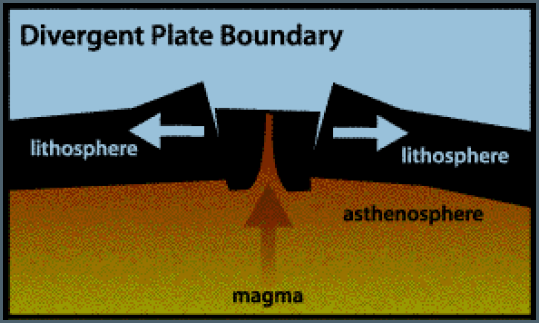 Divergent Plate Boundary
lithosphere
lithosphere
asthenosphere
magma